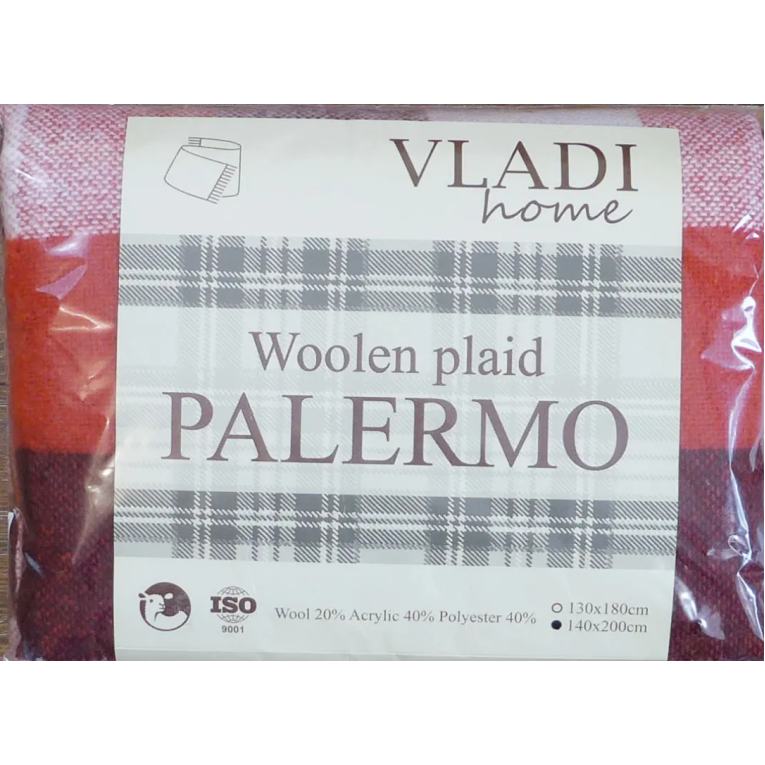 VLADI
home
Woolen plaid
PALERMO
ISO
9001
Wool 20% Acrylic 40% Polyester 40%
130x180cm
140x200cm